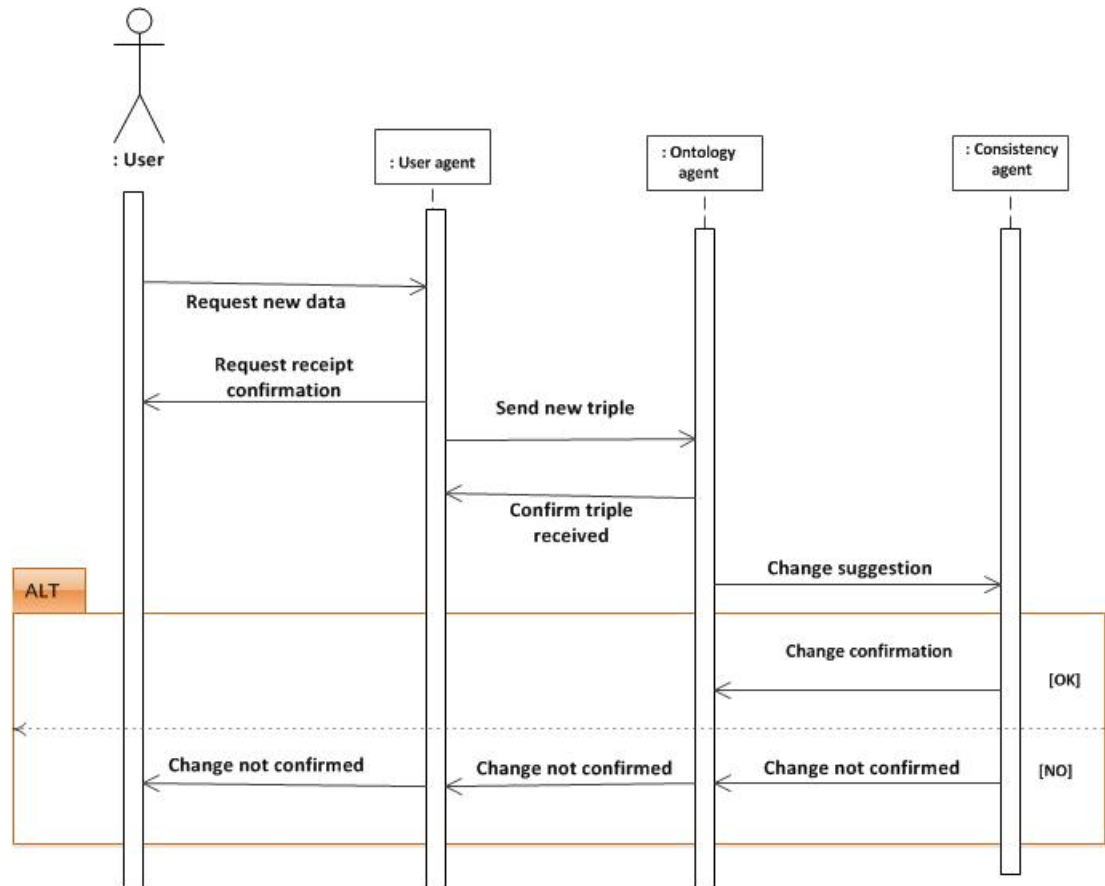 : User
: User agent
: Ontology
agent
: Consistency
agent
Request new data
Request receipt
confirmation
Send new triple
Confirm triple
received
Change suggestion
ALT
Change confirmation
[OK]
Change not confirmed
Change not confirmed
Change not confirmed
[NO]